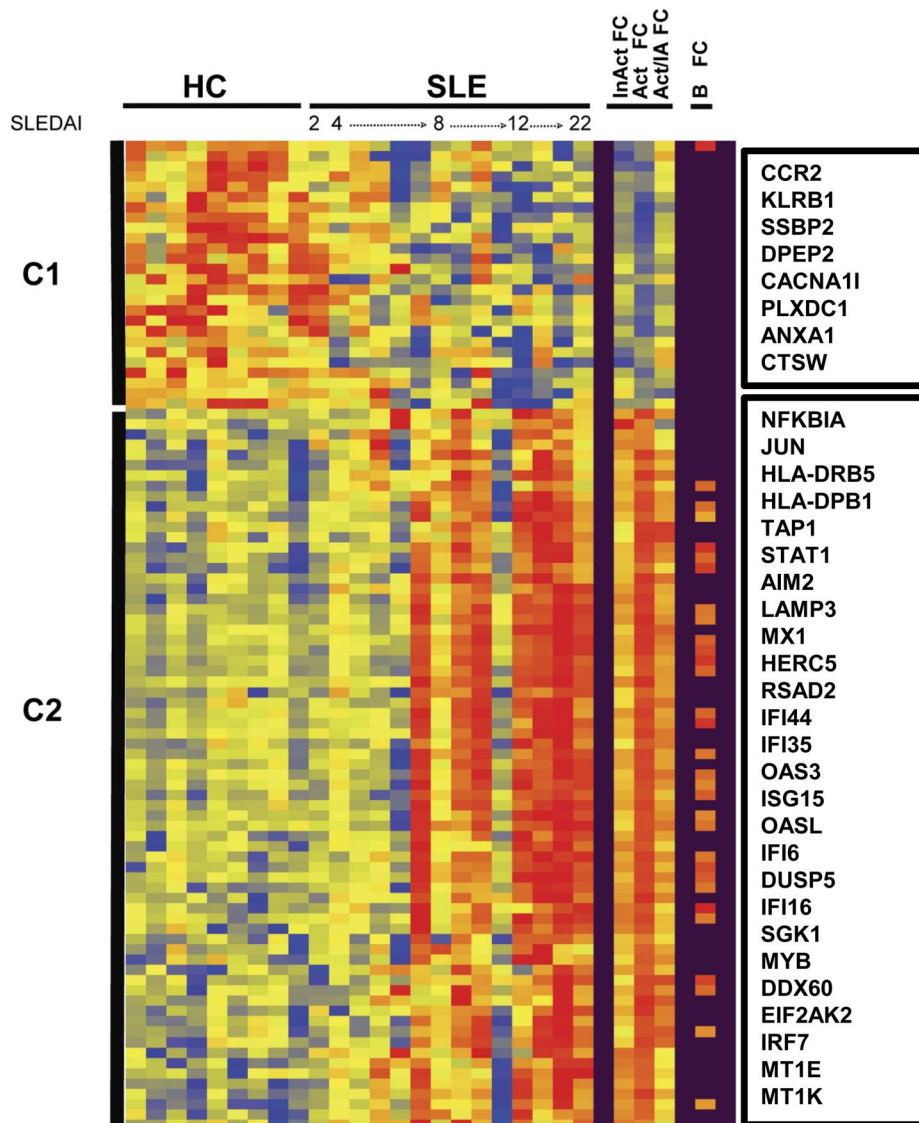 HC
SLE
InAct FC
Act FC
Act/IA FC
B FC
SLEDAI
2 4 8 12 22
C1
CCR2
KLRB1
SSBP2
DPEP2
CACNA1I
PLXDC1
ANXA1
CTSW
C2
NFKBIA
JUN
HLA-DRB5
HLA-DPB1
TAP1
STAT1
AIM2
LAMP3
MX1
HERC5
RSAD2
IFI44
IFI35
OAS3
ISG15
OASL
IFI6
DUSP5
IFI16
SGK1
MYB
DDX60
EIF2AK2
IRF7
MT1E
MT1K